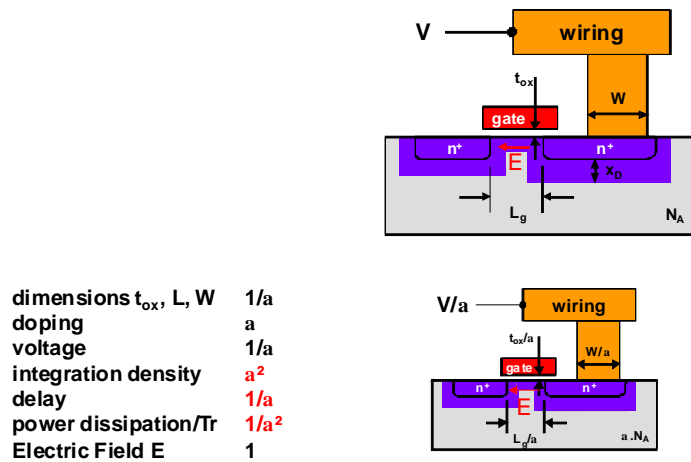 V
wiring
tox
W
gate
n+
n+
E
xD
Lg
NA
dimensions tox, L, W 1/a
doping a
voltage 1/a
integration density a²
delay 1/a
power dissipation/Tr 1/a²
Electric Field E 1
V/a
wiring
tox/a
W/a
gate
n+
n+
E
Lg/a
a.NA